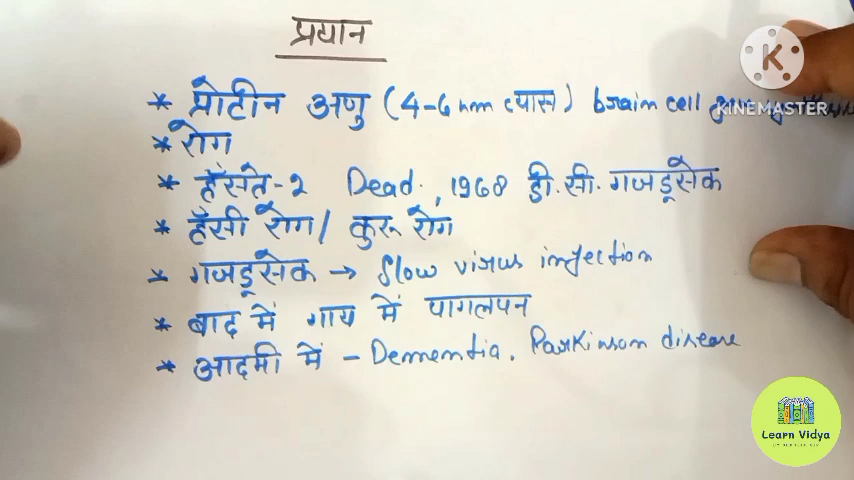 प्रयान
KINEMASTER
* प्रोटीन अणु (4-6 nm व्यास) brain cell
* रोग
* हँसते-२ Dead. , 1968 डी.सी. गजडूसेक
* हँसी रोग / कुरू रोग
* गजडूसेक → slow virus infection
* बाद में गाय में पागलपन
* आदमी में - Dementia. Parkinson disease
Learn Vidya